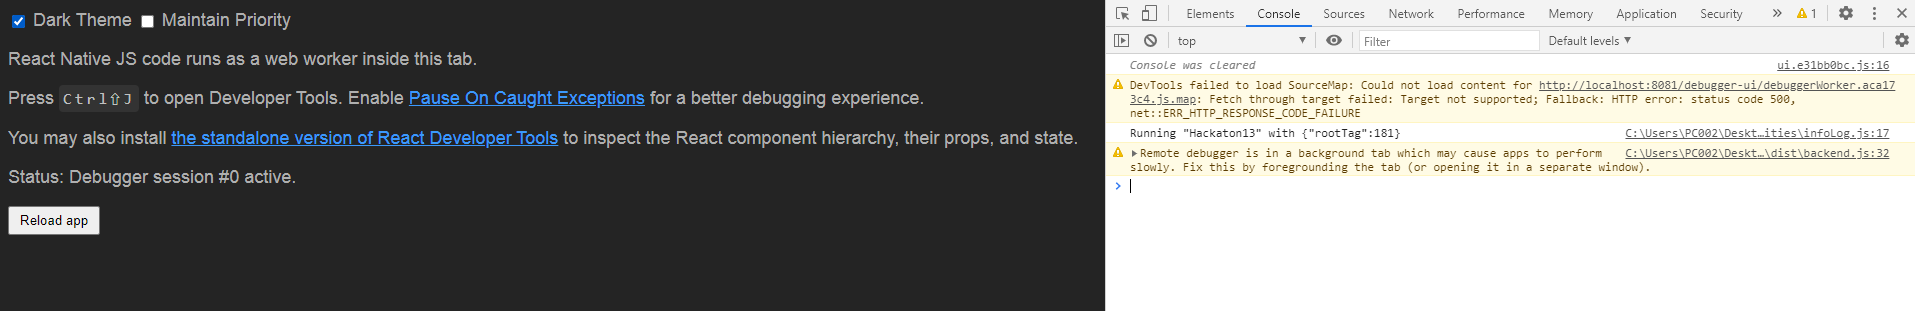 Dark Theme Maintain Priority
React Native JS code runs as a web worker inside this tab.
Press Ctrl⇧J to open Developer Tools. Enable Pause On Caught Exceptions for a better debugging experience.
You may also install the standalone version of React Developer Tools to inspect the React component hierarchy, their props, and state.
Status: Debugger session #0 active.
Reload app
Elements Console Sources Network Performance Memory Application Security » 1
top Filter Default levels
Console was cleared ui.e31bb0bc.js:16
DevTools failed to load SourceMap: Could not load content for http://localhost:8081/debugger-ui/debuggerWorker.aca17
3c4.js.map: Fetch through target failed: Target not supported; Fallback: HTTP error: status code 500,
net::ERR_HTTP_RESPONSE_CODE_FAILURE
Running "Hackaton13" with {"rootTag":181} C:\Users\PC002\Deskt…ities\infoLog.js:17
Remote debugger is in a background tab which may cause apps to perform C:\Users\PC002\Deskt…\dist\backend.js:32
slowly. Fix this by foregrounding the tab (or opening it in a separate window).